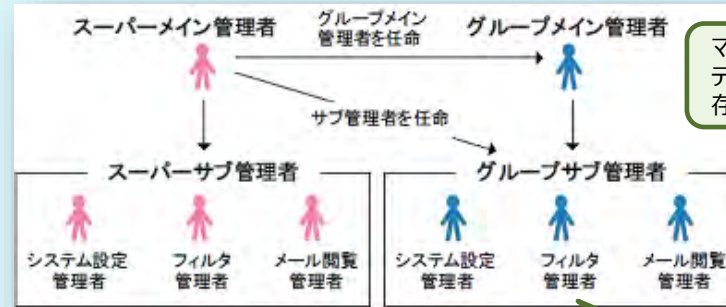 スーパーメイン管理者
グループメイン
管理者を任命
グループメイン管理者
マ
デ
存
サブ管理者を任命
スーパーサブ管理者
グループサブ管理者
システム設定
管理者
フィルタ
管理者
メール閲覧
管理者
システム設定
管理者
フィルタ
管理者
メール閲覧
管理者